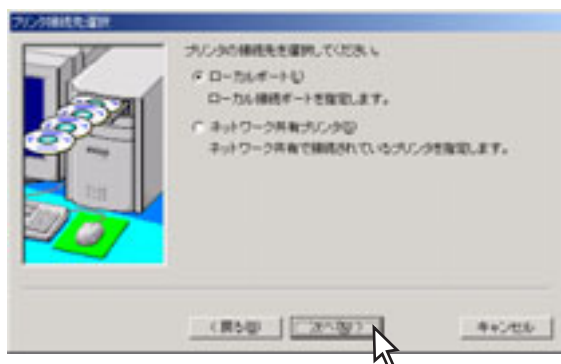 プリンタ接続先選択
プリンタの接続先を選択してください。
ローカルポート(L)
ローカル接続ポートを指定します。
ネットワーク共有プリンタ(S)
ネットワーク共有で接続されているプリンタを指定します。
< 戻る(B)
次へ(N) >
キャンセル